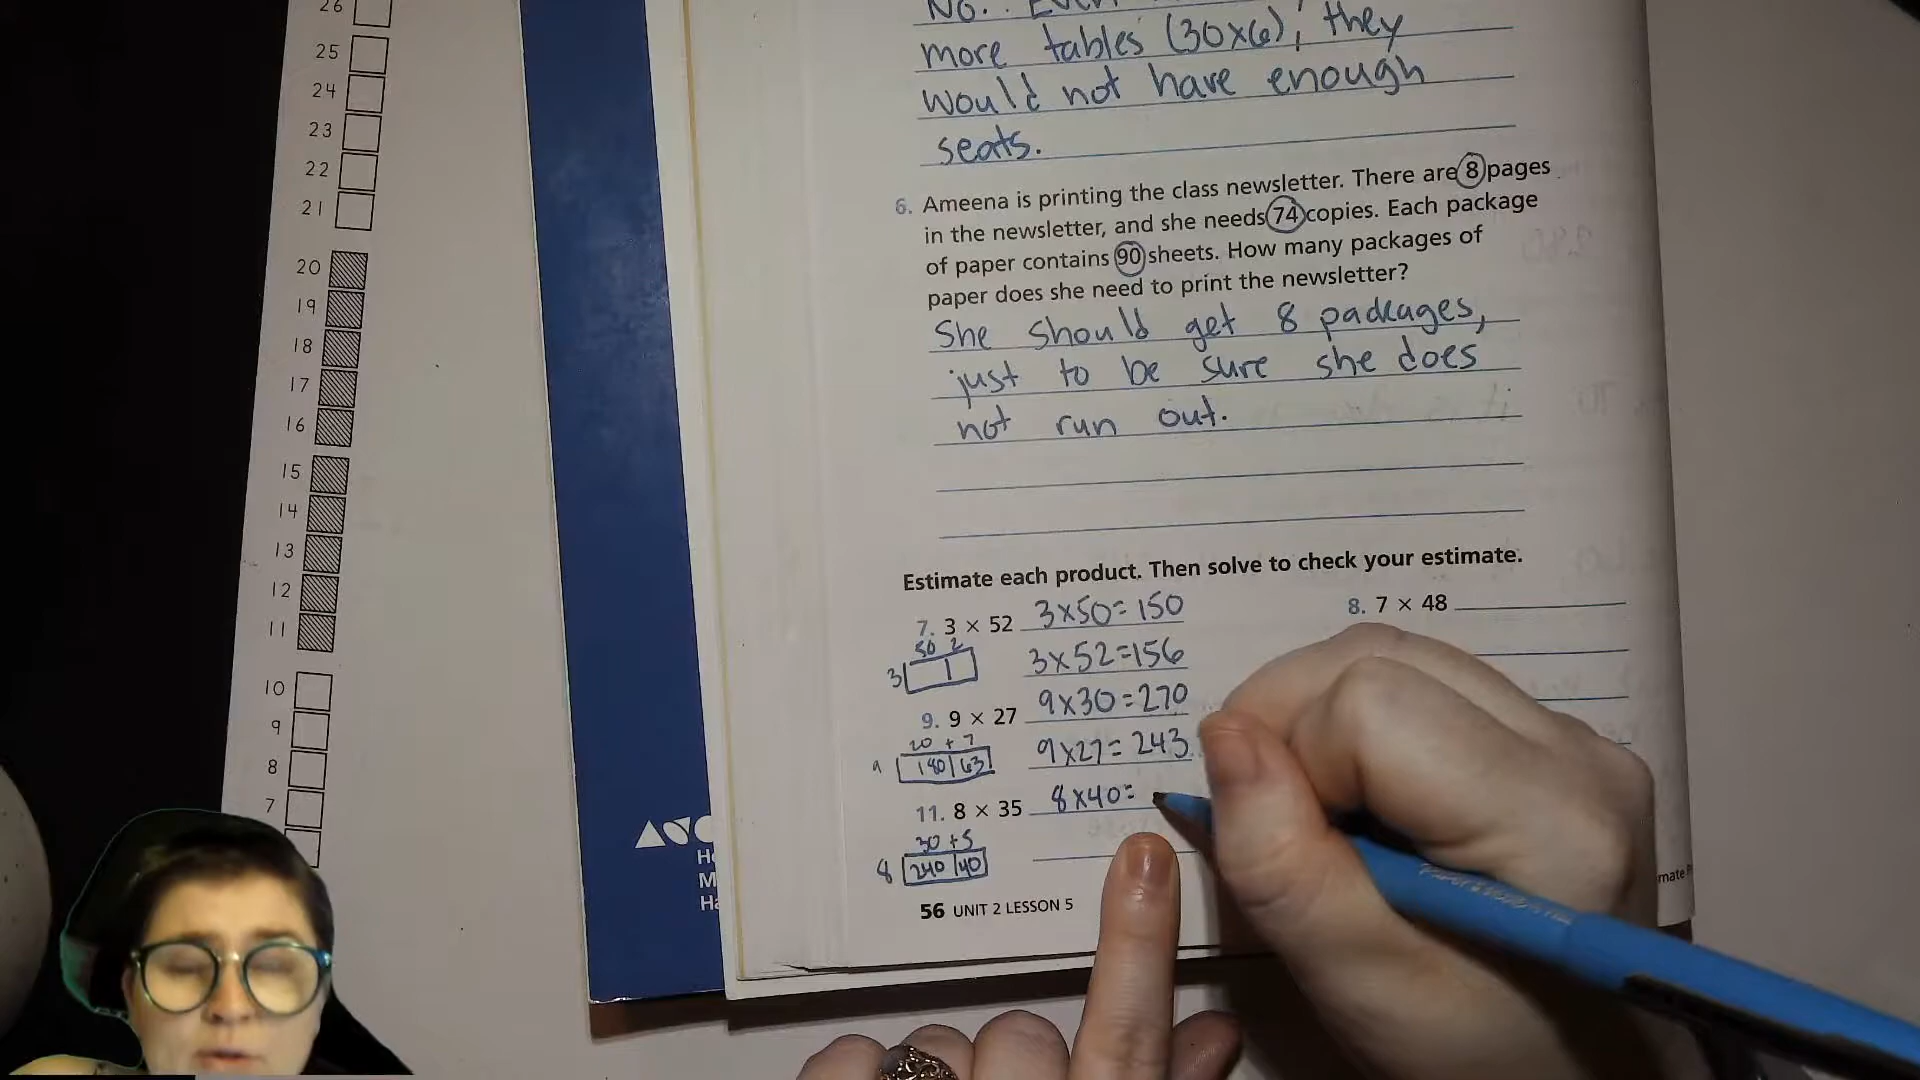 26
25
24
23
22
21
20
19
18
17
16
15
14
13
12
11
10
9
8
7
No.
more tables (30x6), they
would not have enough
seats.
6. Ameena is printing the class newsletter. There are 8 pages
in the newsletter, and she needs 74 copies. Each package
of paper contains 90 sheets. How many packages of
paper does she need to print the newsletter?
She should get 8 packages,
just to be sure she does
not run out.
Estimate each product. Then solve to check your estimate.
7. 3 × 52 3x50=150
50 2
3
3x52=156
8. 7 × 48
9. 9 × 27 9x30=270
20 + 7
9 180 63
9x27=243
11. 8 × 35 8x40=
30 + 5
8 240 40
56 UNIT 2 LESSON 5